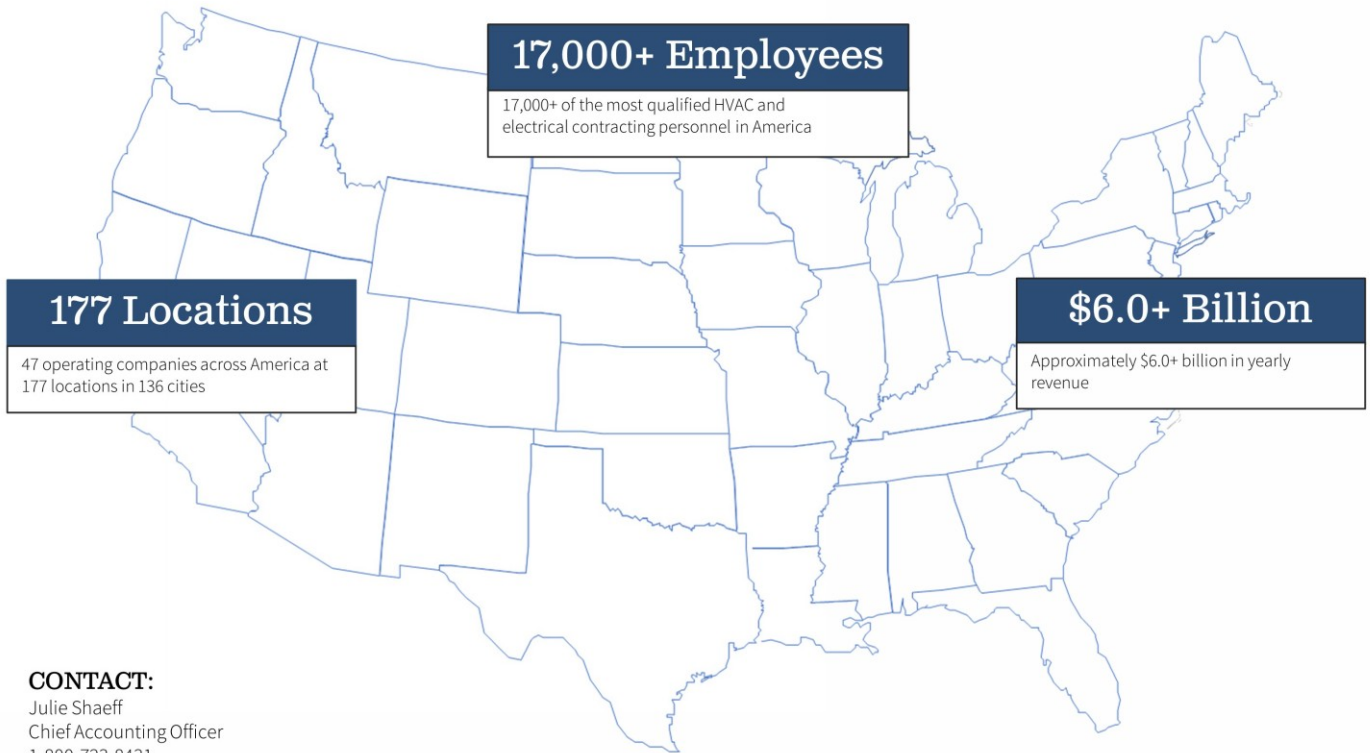 17,000+ Employees
17,000+ of the most qualified HVAC and
electrical contracting personnel in America
177 Locations
47 operating companies across America at
177 locations in 136 cities
$6.0+ Billion
Approximately $6.0+ billion in yearly
revenue
CONTACT:
Julie Shaeff
Chief Accounting Officer